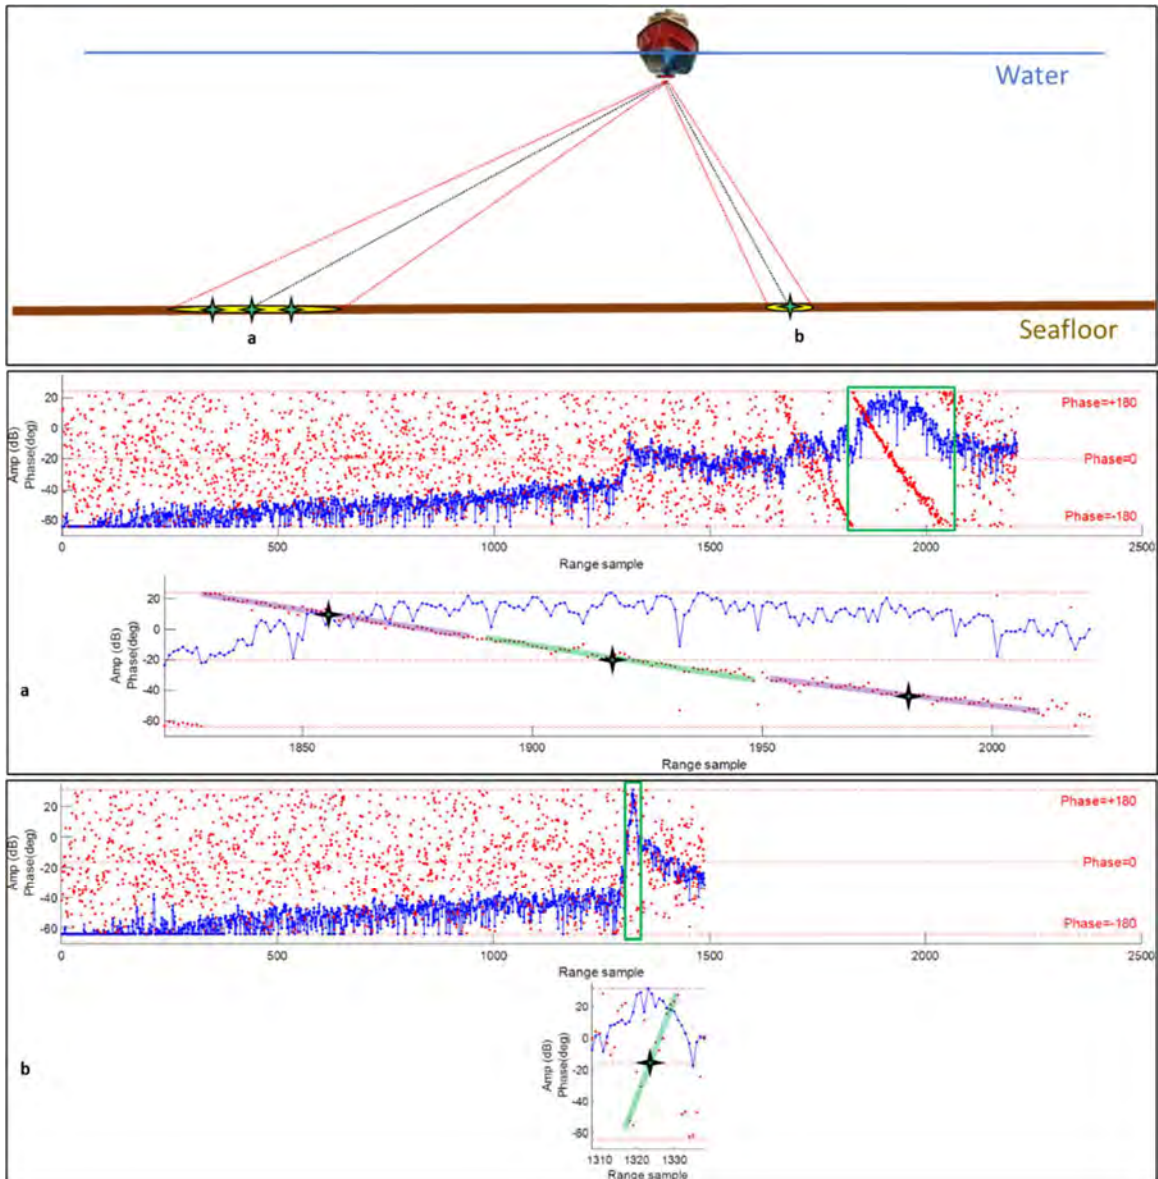 Water
a
b
Seafloor
Amp (dB)
Phase(deg)
20
0
-20
-40
-60
Phase=+180
Phase=0
Phase=-180
0
500
1000
1500
2000
2500
Range sample
a
Amp (dB)
Phase(deg)
20
0
-20
-40
-60
1850
1900
1950
2000
Range sample
Amp (dB)
Phase(deg)
20
0
-20
-40
-60
Phase=+180
Phase=0
Phase=-180
0
500
1000
1500
2000
2500
Range sample
b
Amp (dB)
Phase(deg)
20
0
-20
-40
-60
1310
1320
1330
Range sample